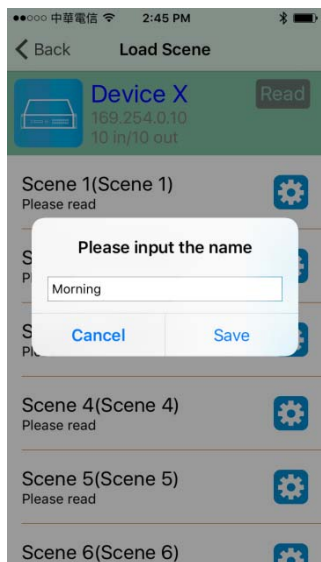 中華電信 2:45 PM
Back Load Scene
Device X Read
169.254.0.10
10 in/10 out
Scene 1(Scene 1)
Please read
Please input the name
Morning
Cancel Save
Scene 4(Scene 4)
Please read
Scene 5(Scene 5)
Please read
Scene 6(Scene 6)